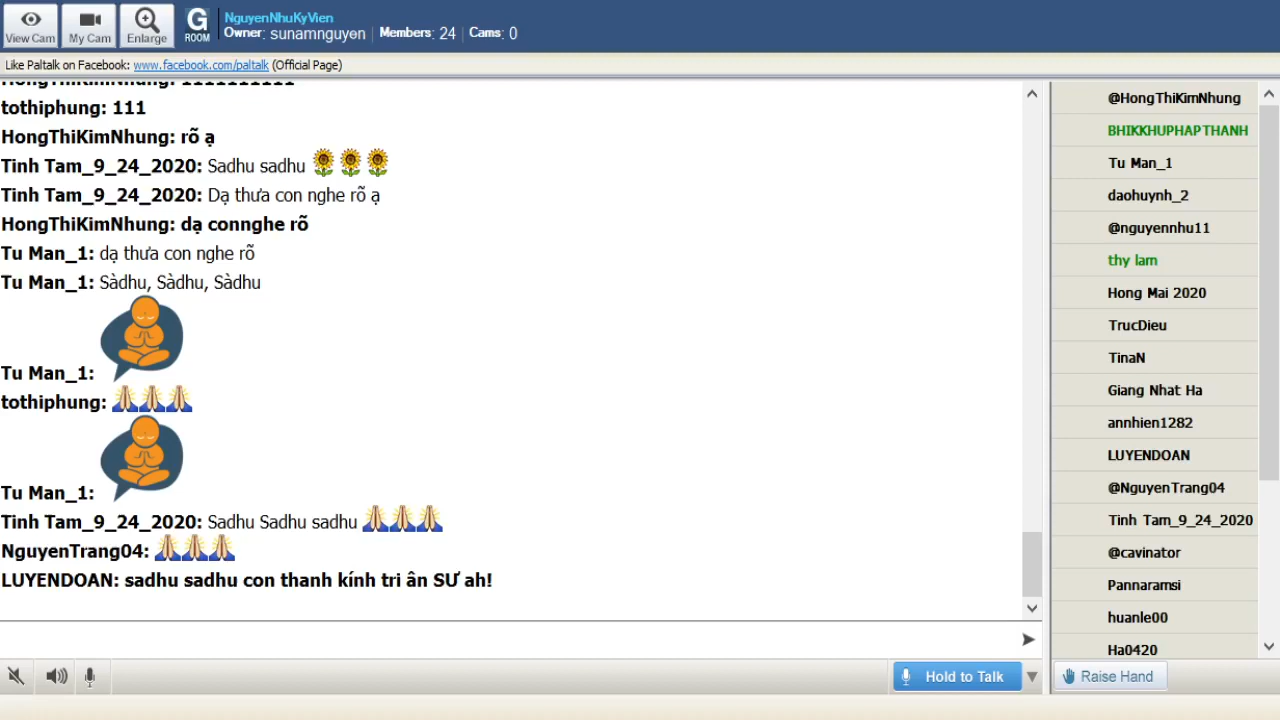 NguyenNhuKyVien
View Cam
My Cam
Enlarge
G
ROOM
Owner: sunamnguyen
Members: 24
Cams: 0
Like Paltalk on Facebook: www.facebook.com/paltalk (Official Page)
HongThiKimNhung: 1111111111
tothiphung: 111
HongThiKimNhung: rõ ạ
Tinh Tam_9_24_2020: Sadhu sadhu
Tinh Tam_9_24_2020: Dạ thưa con nghe rõ ạ
HongThiKimNhung: dạ connghe rõ
Tu Man_1: dạ thưa con nghe rõ
Tu Man_1: Sàdhu, Sàdhu, Sàdhu
Tu Man_1:
tothiphung: 🙏🙏🙏
Tu Man_1:
Tinh Tam_9_24_2020: Sadhu Sadhu sadhu 🙏🙏🙏
NguyenTrang04: 🙏🙏🙏
LUYENDOAN: sadhu sadhu con thanh kính tri ân SƯ ah!
@HongThiKimNhung
BHIKKHUPHAPTHANH
Tu Man_1
daohuynh_2
@nguyennhu11
thy lam
Hong Mai 2020
TrucDieu
TinaN
Giang Nhat Ha
annhien1282
LUYENDOAN
@NguyenTrang04
Tinh Tam_9_24_2020
@cavinator
Pannaramsi
huanle00
Ha0420
Hold to Talk
Raise Hand